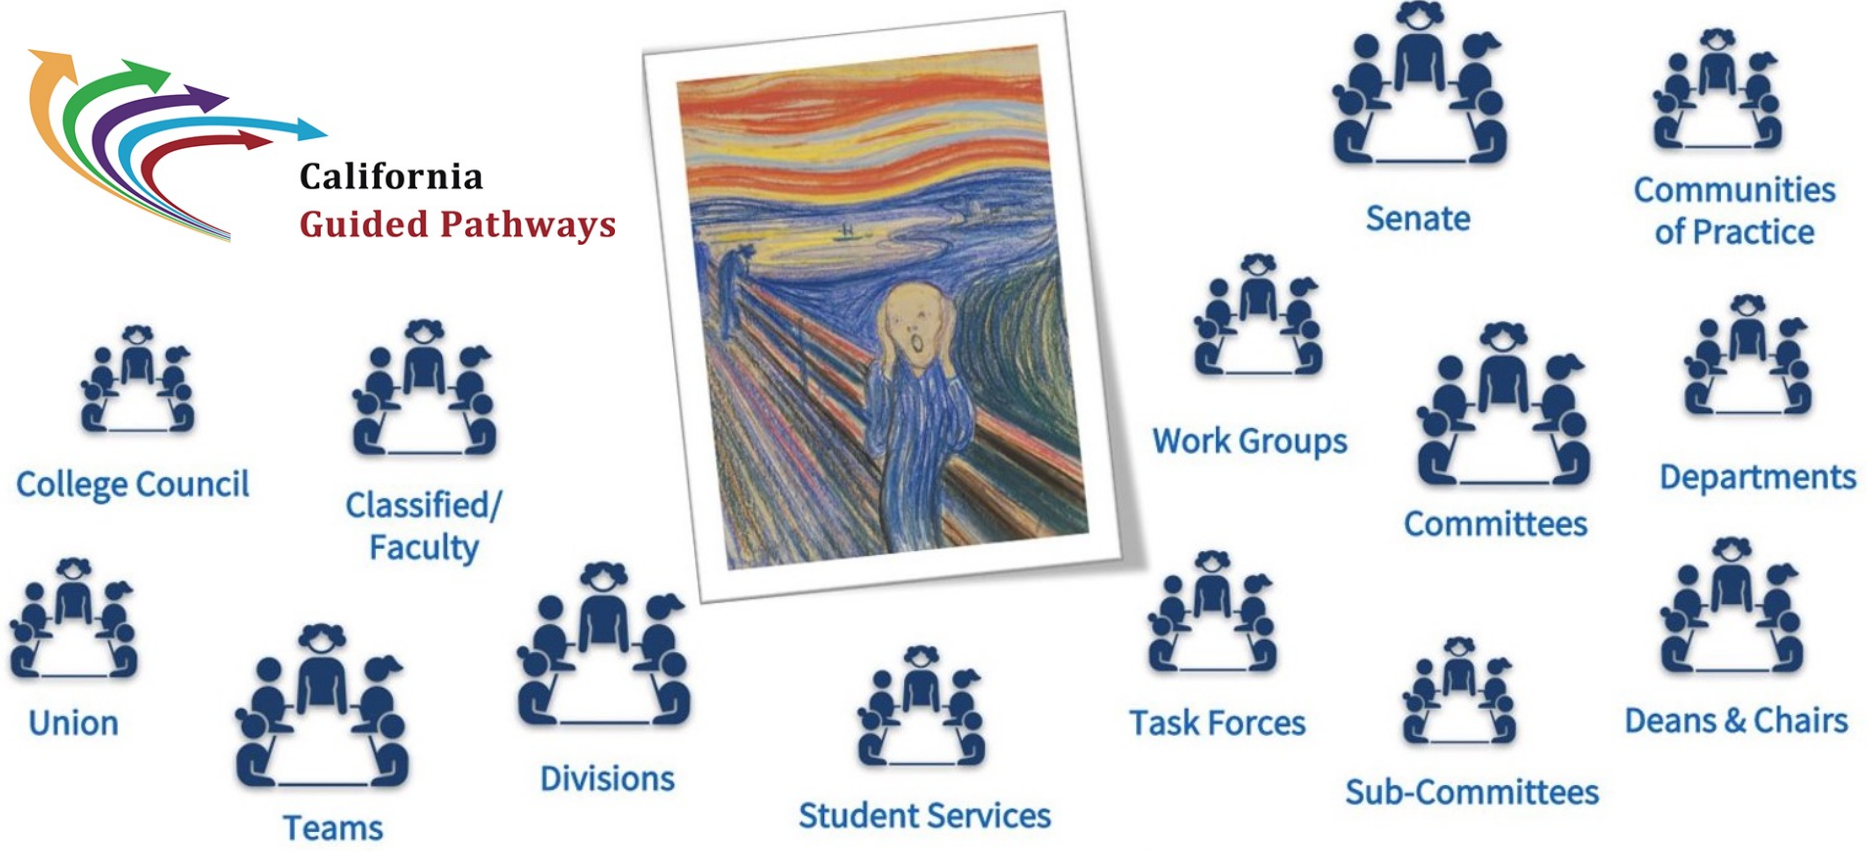 California
Guided Pathways
Senate
Communities
of Practice
College Council
Classified/
Faculty
Work Groups
Committees
Departments
Union
Teams
Divisions
Student Services
Task Forces
Sub-Committees
Deans & Chairs